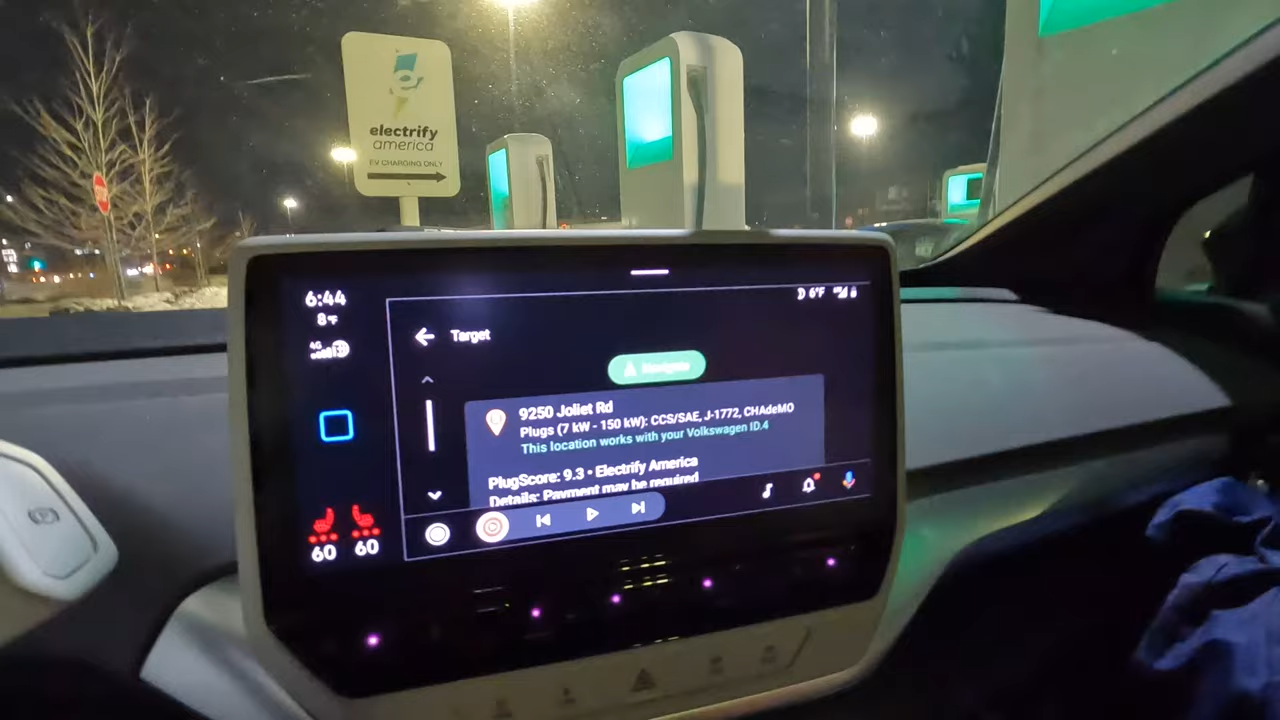 electrify
america
EV CHARGING ONLY
6:44
8°F
4G
6°F
Target
Navigate
9250 Joliet Rd
Plugs (7 kW - 150 kW): CCS/SAE, J-1772, CHAdeMO
This location works with your Volkswagen ID.4
PlugScore: 9.3 • Electrify America
Details: Payment may be required
60 60